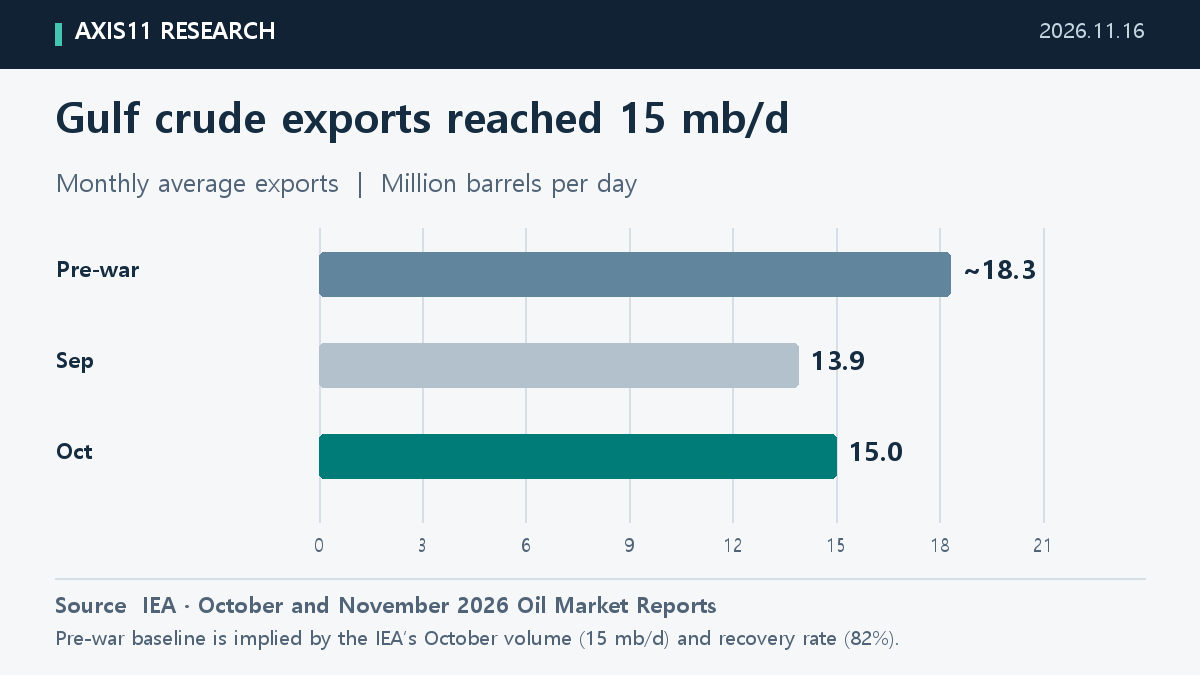 AXIS11 RESEARCH
2026.11.16
Gulf crude exports reached 15 mb/d
Monthly average exports | Million barrels per day
Pre-war
~18.3
Sep
13.9
Oct
15.0
0 3 6 9 12 15 18 21
Source IEA · October and November 2026 Oil Market Reports
Pre-war baseline is implied by the IEA's October volume (15 mb/d) and recovery rate (82%).